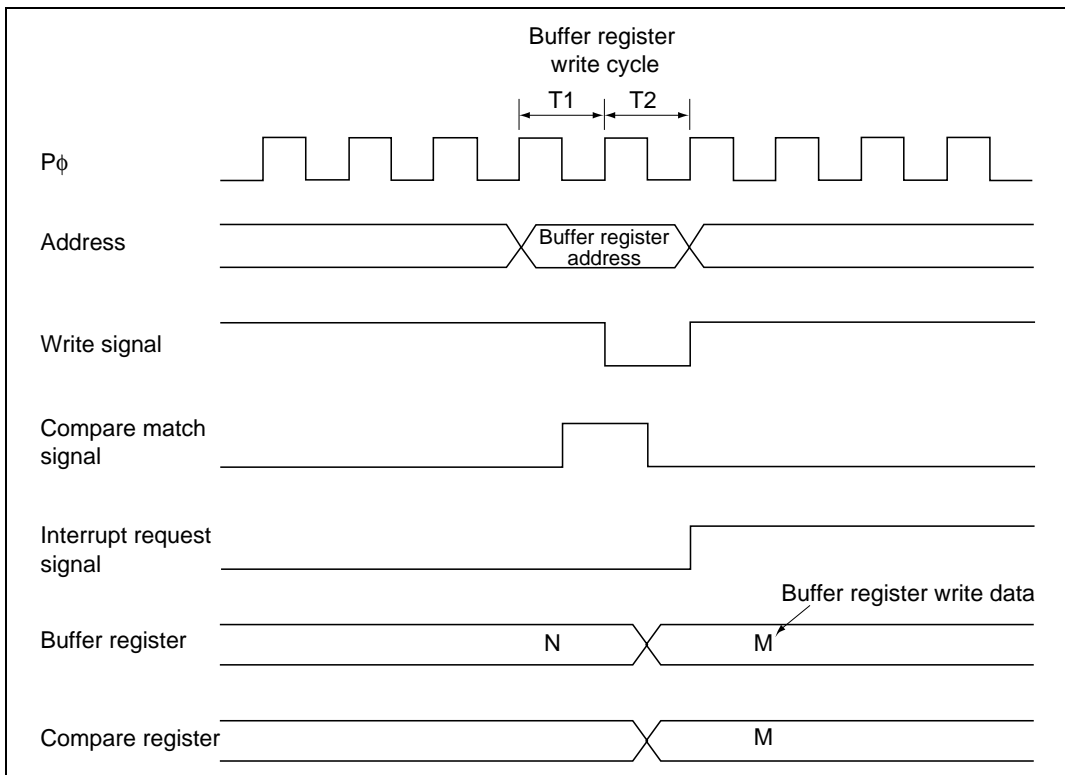 Buffer register
write cycle
T1 T2
Pϕ
Address
Buffer register
address
Write signal
Compare match
signal
Interrupt request
signal
Buffer register write data
Buffer register
N M
Compare register
M